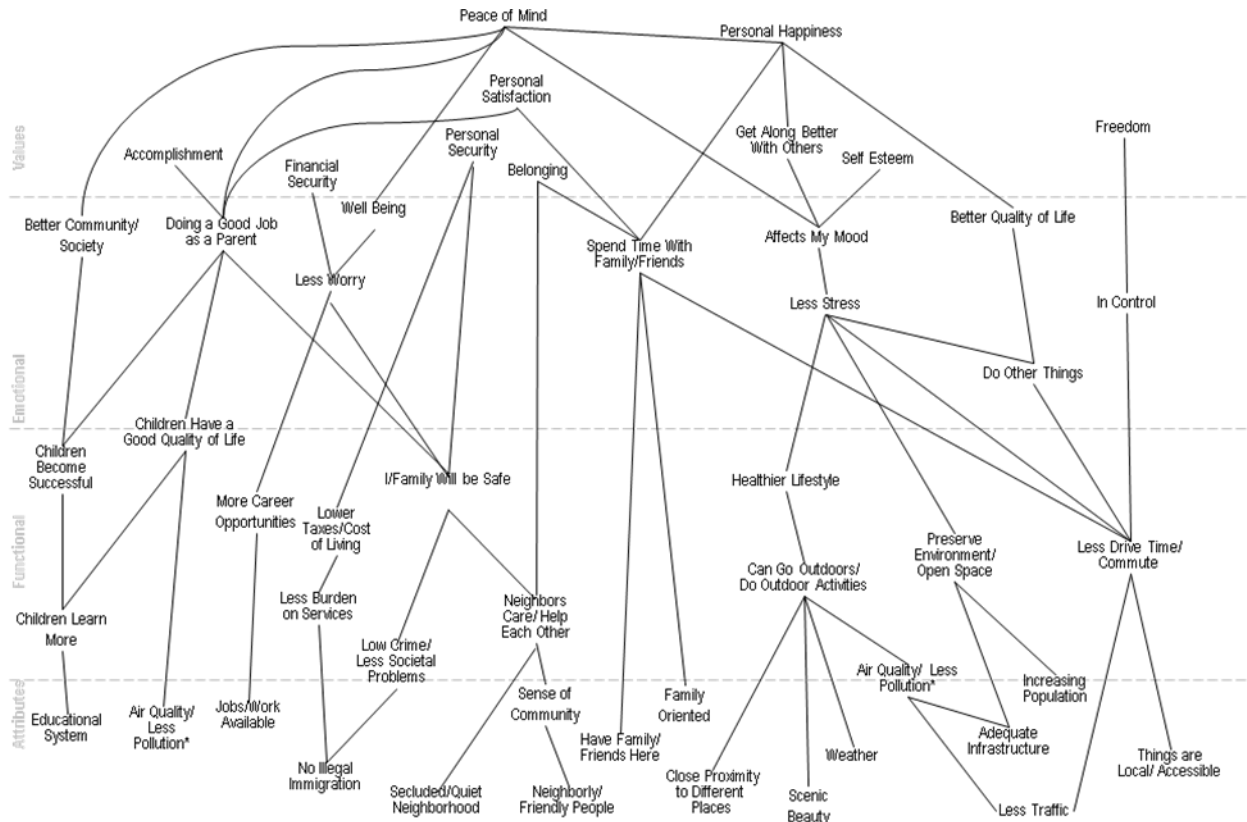 Peace of Mind
Personal Happiness
Personal
Satisfaction
Values
Accomplishment
Financial
Security
Personal
Security
Belonging
Get Along Better
With Others
Self Esteem
Freedom
Better Community/
Society
Doing a Good Job
as a Parent
Well Being
Less Worry
Spend Time With
Family/Friends
Affects My Mood
Better Quality of Life
Less Stress
In Control
Do Other Things
Emotional
Children Have a
Good Quality of Life
Children
Become
Successful
I/Family Will be Safe
Healthier Lifestyle
More Career
Opportunities
Lower
Taxes/Cost
of Living
Preserve
Environment/
Open Space
Less Drive Time/
Commute
Functional
Can Go Outdoors/
Do Outdoor Activities
Children Learn
More
Less Burden
on Services
Neighbors
Care/ Help
Each Other
Low Crime/
Less Societal
Problems
Air Quality/ Less
Pollution*
Increasing
Population
Attributes
Educational
System
Air Quality/
Less
Pollution*
Jobs/Work
Available
Sense of
Community
Family
Oriented
Have Family/
Friends Here
Adequate
Infrastructure
Weather
Things are
Local/ Accessible
No Illegal
Immigration
Secluded/Quiet
Neighborhood
Neighborly/
Friendly People
Close Proximity
to Different
Places
Scenic
Beauty
Less Traffic